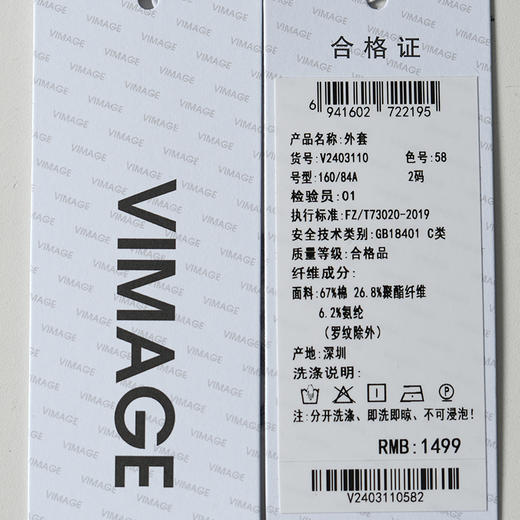 VIMAGE
合格证
6 941602 722195
产品名称:外套
货号:V2403110 色号:58
号型:160/84A 2码
检验员:01
执行标准:FZ/T73020-2019
安全技术类别:GB18401 C类
质量等级:合格品
纤维成分:
面料:67%棉 26.8%聚酯纤维
6.2%氨纶
(罗纹除外)
产地:深圳
洗涤说明:
注:分开洗涤、即洗即晾、不可浸泡!
RMB:1499
V2403110582